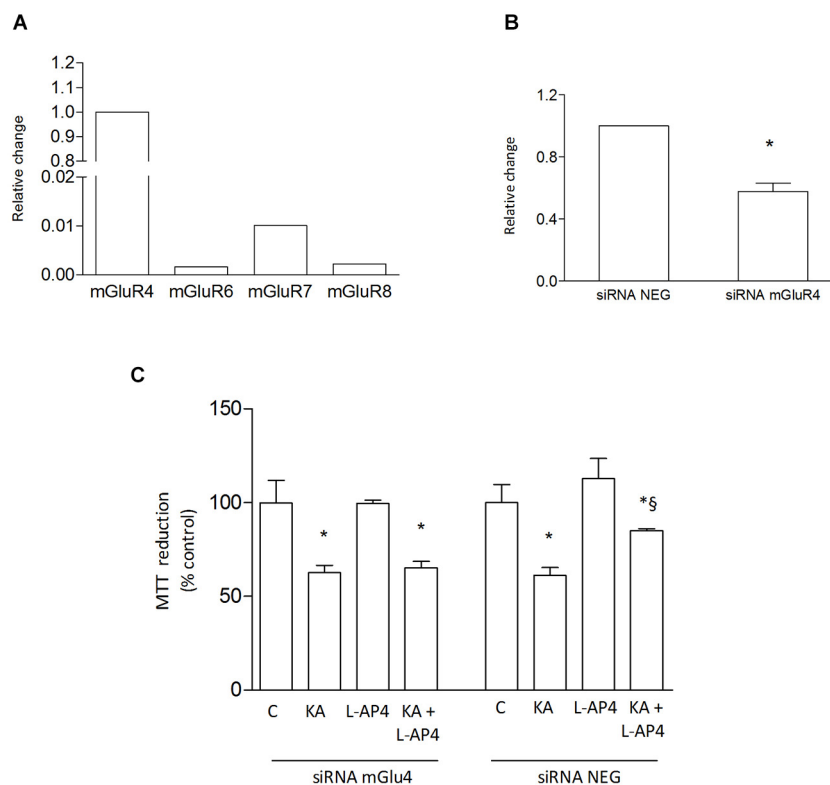 A
Relative change
1.2
1.1
1.0
0.9
0.8
0.02
0.01
0.00
mGluR4 mGluR6 mGluR7 mGluR8
B
Relative change
1.2
0.8
0.4
0.0
*
siRNA NEG siRNA mGluR4
C
MTT reduction
(% control)
150
100
50
0
* * * *§
C KA L-AP4 KA +
L-AP4
C KA L-AP4 KA +
L-AP4
siRNA mGlu4 siRNA NEG